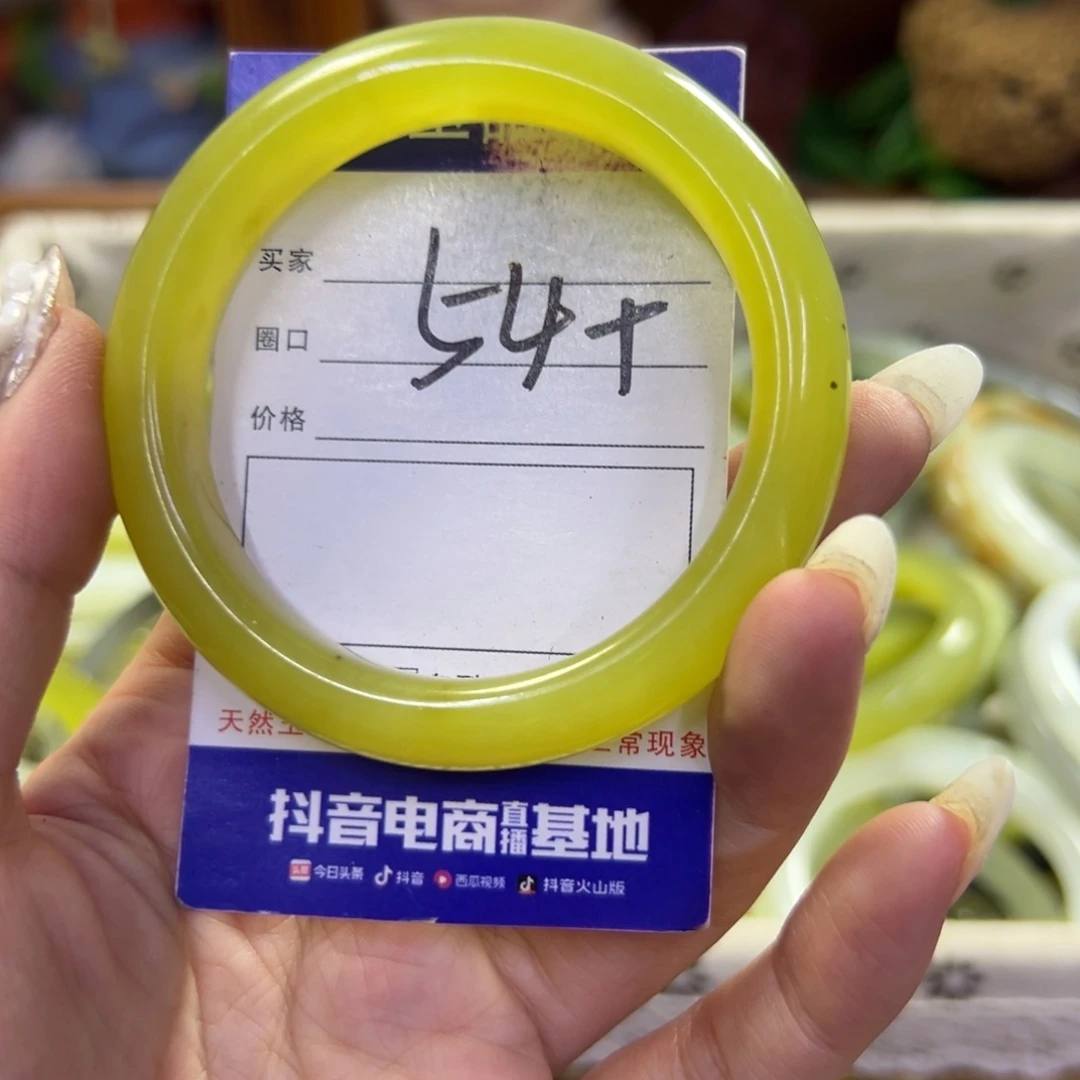 买家
54+
圈口
价格
天然
常现象
抖音电商直播基地
今日头条 抖音 西瓜视频 抖音火山版